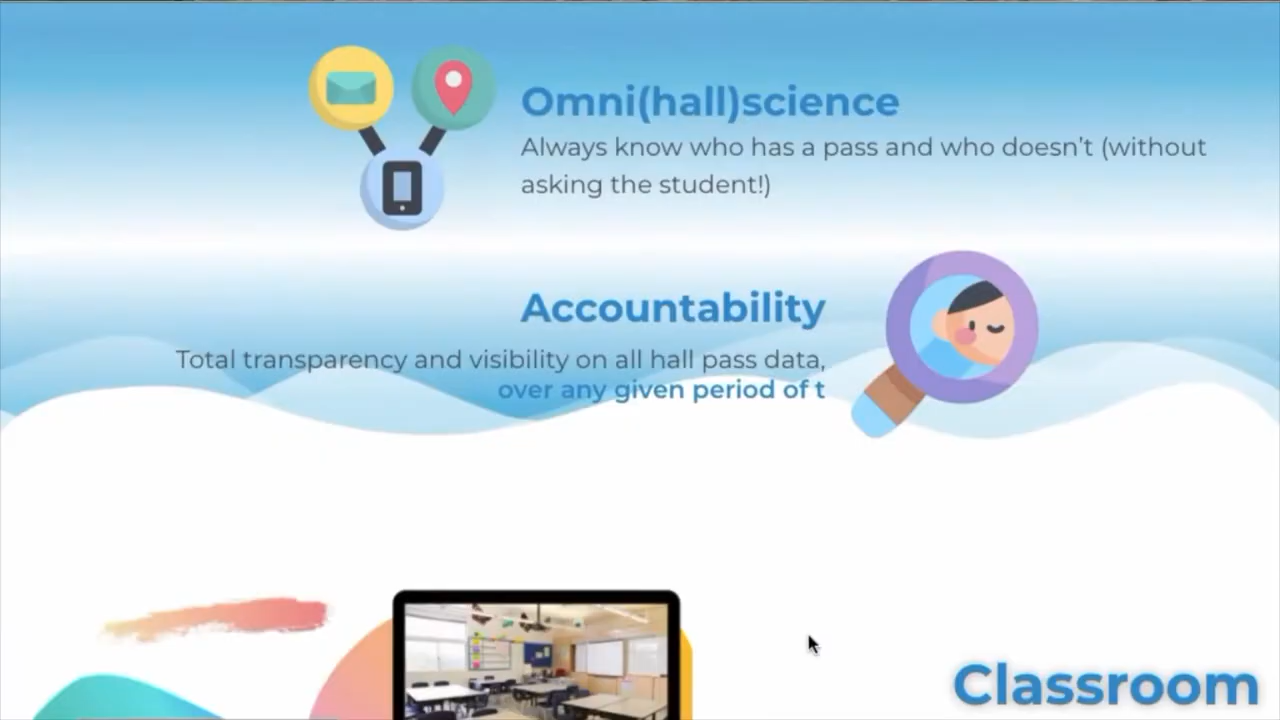 Omni(hall)science
Always know who has a pass and who doesn't (without
asking the student!)
Accountability
Total transparency and visibility on all hall pass data,
over any given period of t
Classroom